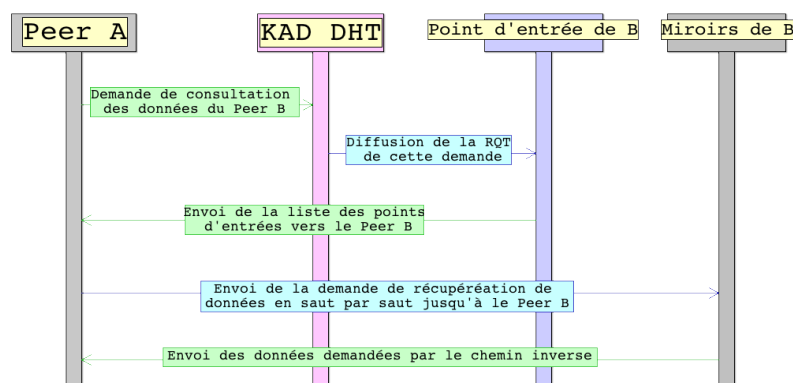 Peer A
KAD DHT
Point d'entrée de B
Miroirs de B
Demande de consultation
des données du Peer B
Diffusion de la RQT
de cette demande
Envoi de la liste des points
d'entrées vers le Peer B
Envoi de la demande de récupéréation de
données en saut par saut jusqu'à le Peer B
Envoi des données demandées par le chemin inverse